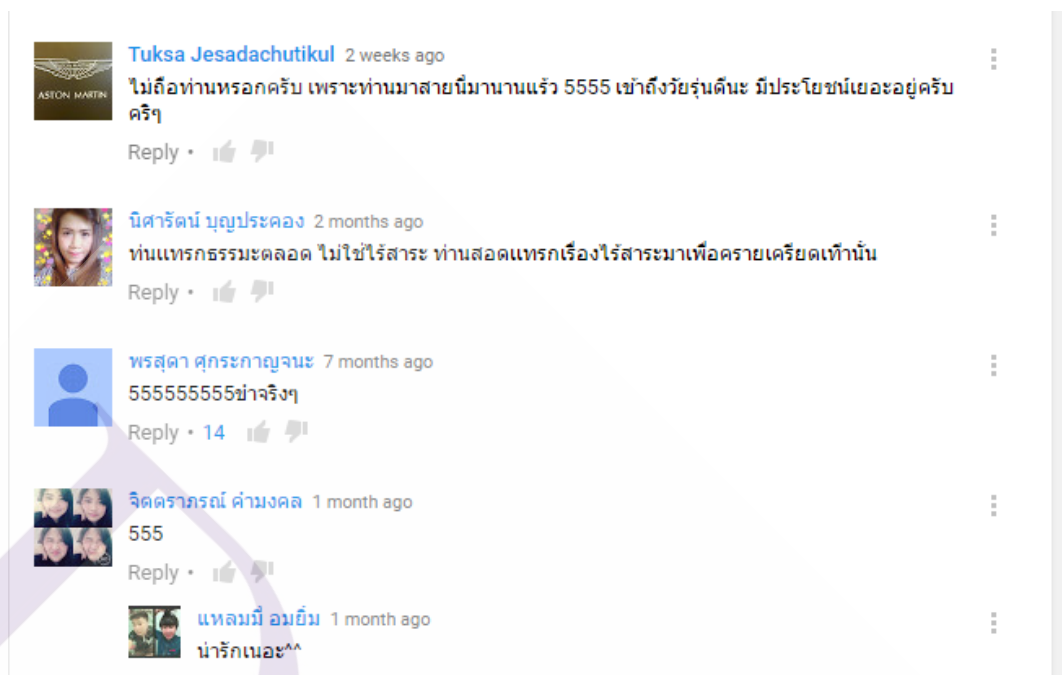 Tuksa Jesadachutikul 2 weeks ago
ASTON MARTIN
ไม่ถือท่านหรอกครับ เพราะท่านมาสายนี้มานานแร้ว 5555 เข้าถึงวัยรุ่นดีนะ มีประโยชน์เยอะอยู่ครับ
คริๆ
Reply •
นิศารัตน์ บุญประคอง 2 months ago
ท่นแทรกธรรมะตลอด ไม่ใช่ไร้สาระ ท่านสอดแทรกเรื่องไร้สาระมาเพื่อครายเครียดเท๋านั่น
Reply •
พรสุดา ศุกระกาญจนะ 7 months ago
555555555ข่าจริงๆ
Reply • 14
จิตตราภรณ์ คำมงคล 1 month ago
555
Reply •
แหลมมี่ อมยิ่ม 1 month ago
น่ารักเนอะ^^